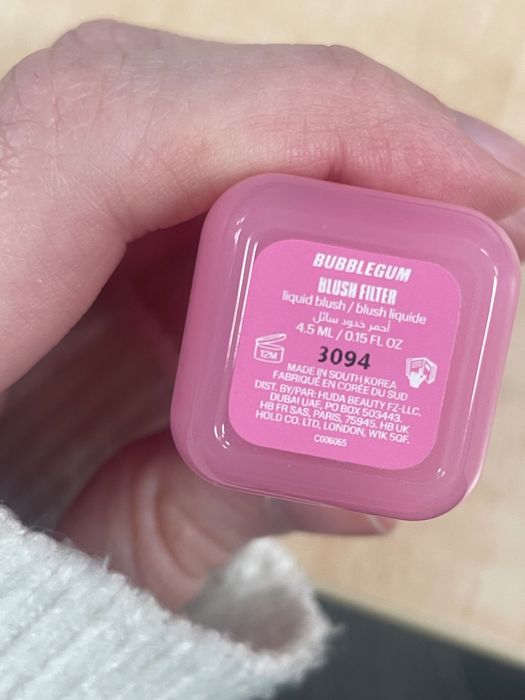 BUBBLEGUM
BLUSH FILTER
liquid blush / blush liquide
أحمر خدود سائل
4.5 ML / 0.15 FL OZ
3094
12M
MADE IN SOUTH KOREA
FABRIQUÉ EN CORÉE DU SUD
DIST. BY/PAR: HUDA BEAUTY FZ-LLC,
DUBAI UAE, PO BOX 503443.
HB FR SAS, PARIS, 75945. HB UK
HOLD CO. LTD, LONDON, W1K 5QF.
C006065